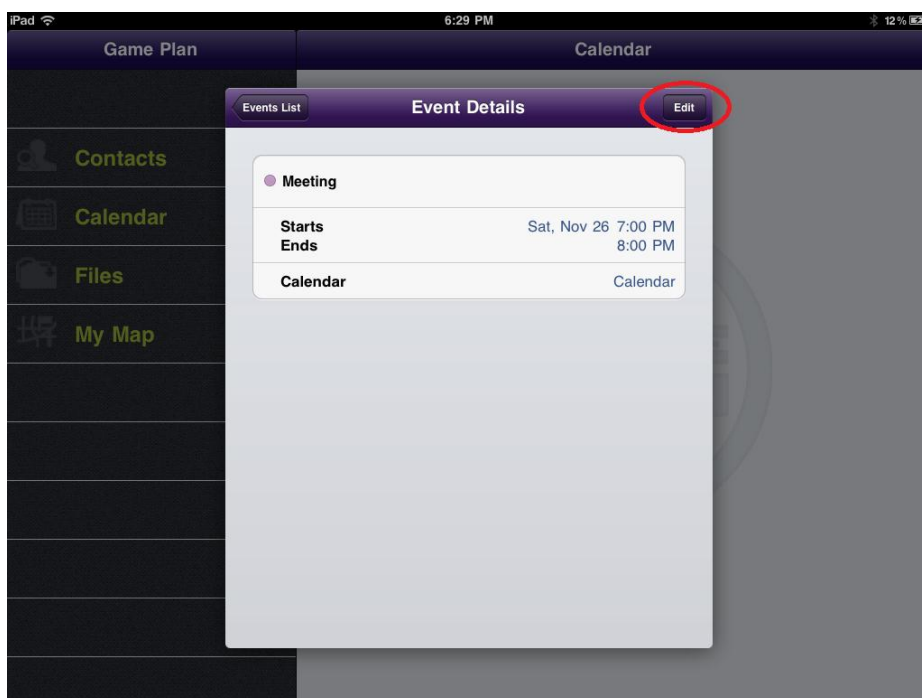 iPad 6:29 PM 12%
Game Plan Calendar
Events List Event Details Edit
Contacts
Calendar
Files
My Map
Meeting
Starts Sat, Nov 26 7:00 PM
Ends 8:00 PM
Calendar Calendar